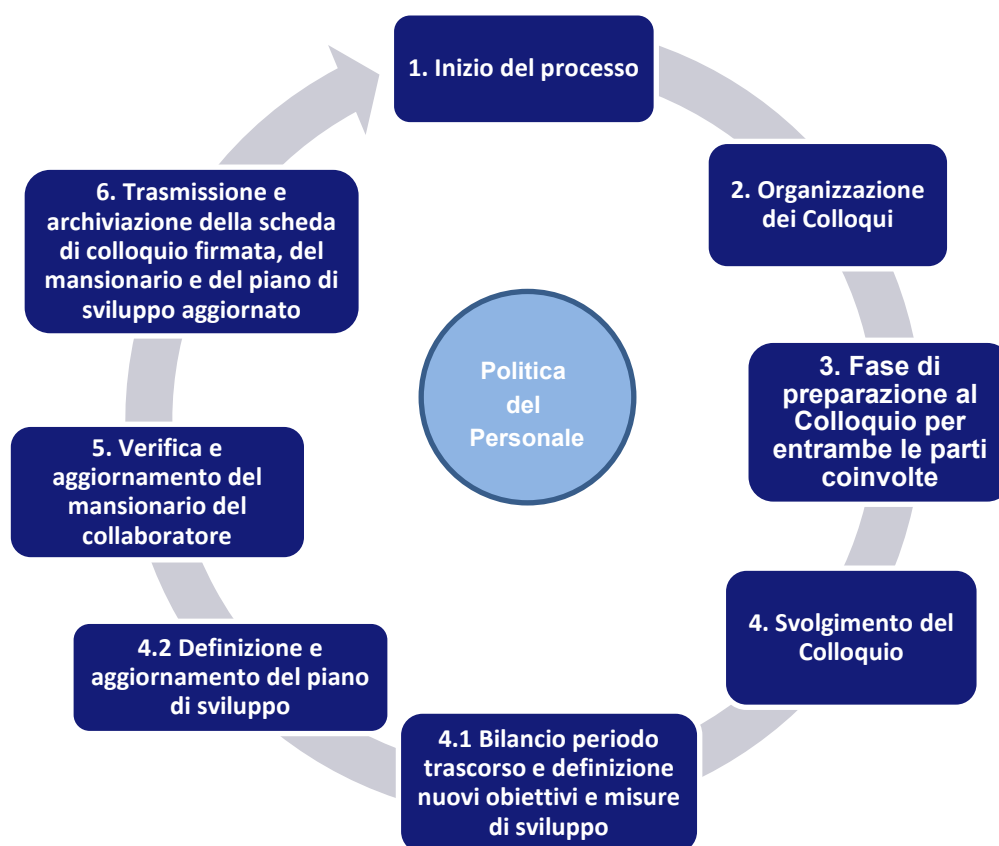 1. Inizio del processo
2. Organizzazione
dei Colloqui
3. Fase di
preparazione al
Colloquio per
entrambe le parti
coinvolte
4. Svolgimento del
Colloquio
4.1 Bilancio periodo
trascorso e definizione
nuovi obiettivi e misure
di sviluppo
4.2 Definizione e
aggiornamento del piano
di sviluppo
5. Verifica e
aggiornamento del
mansionario del
collaboratore
6. Trasmissione e
archiviazione della scheda
di colloquio firmata, del
mansionario e del piano di
sviluppo aggiornato
Politica
del
Personale